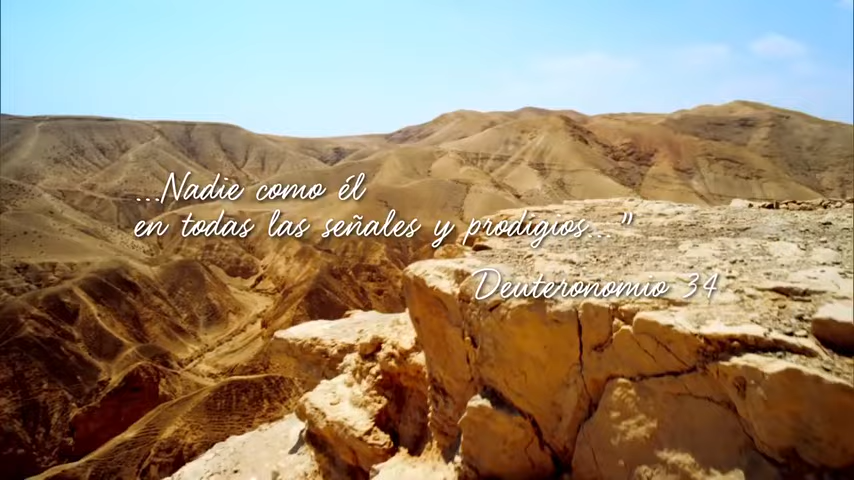 ...Nadie como él
en todas las señales y prodigios..."
Deuteronomio 34